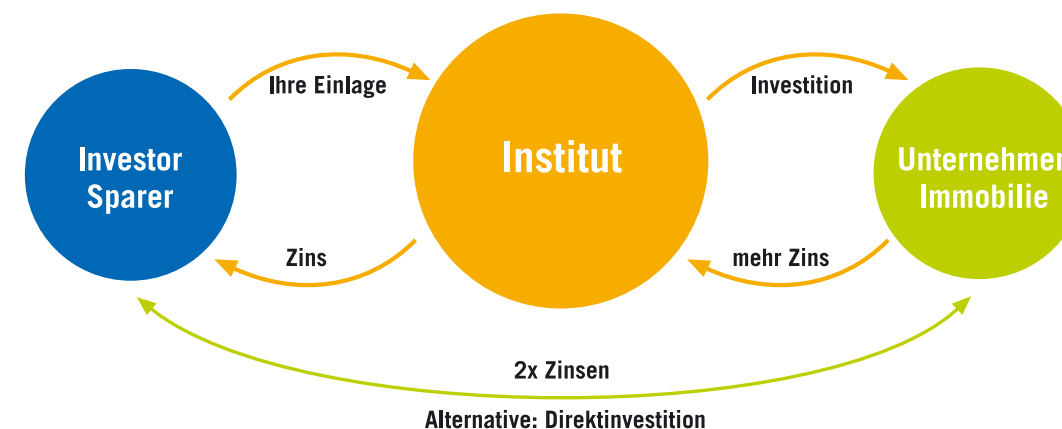 Ihre Einlage
Investition
Investor
Sparer
Institut
Unternehmen
Immobilie
Zins
mehr Zins
2x Zinsen
Alternative: Direktinvestition